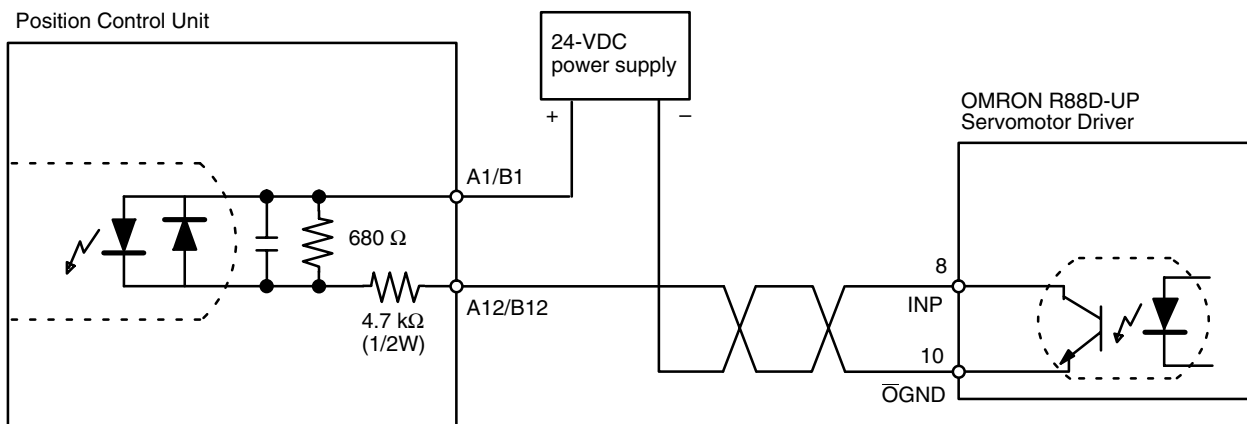 Position Control Unit
24-VDC
power supply
+
–
OMRON R88D-UP
Servomotor Driver
A1/B1
680 Ω
A12/B12
4.7 kΩ
(1/2W)
8
INP
10
O̅GND